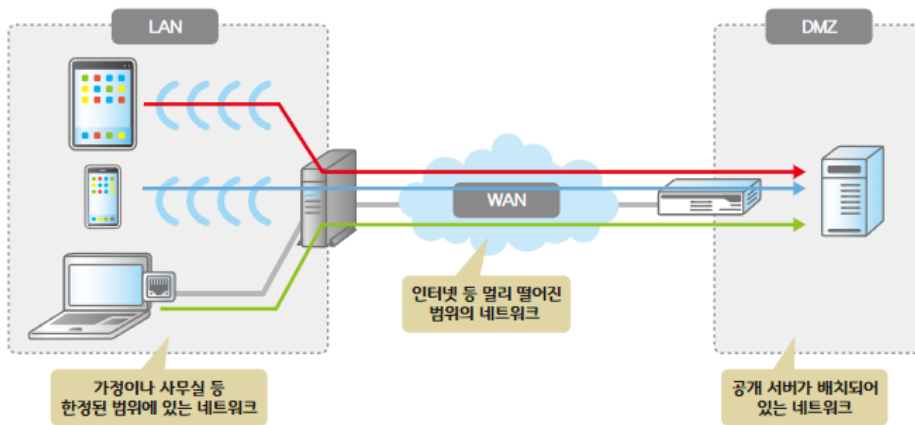 LAN
DMZ
WAN
인터넷 등 멀리 떨어진
범위의 네트워크
가정이나 사무실 등
한정된 범위에 있는 네트워크
공개 서버가 배치되어
있는 네트워크